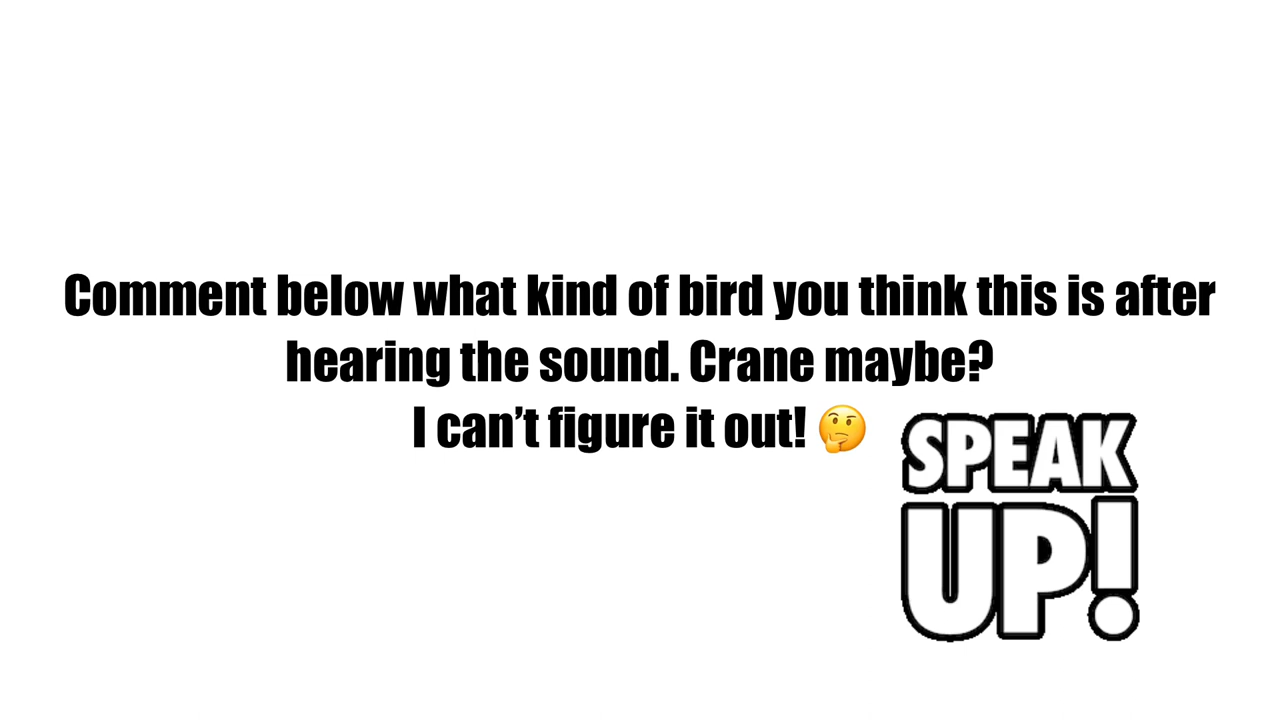 Comment below what kind of bird you think this is after
hearing the sound. Crane maybe?
I can’t figure it out! 🤔
SPEAK
UP!